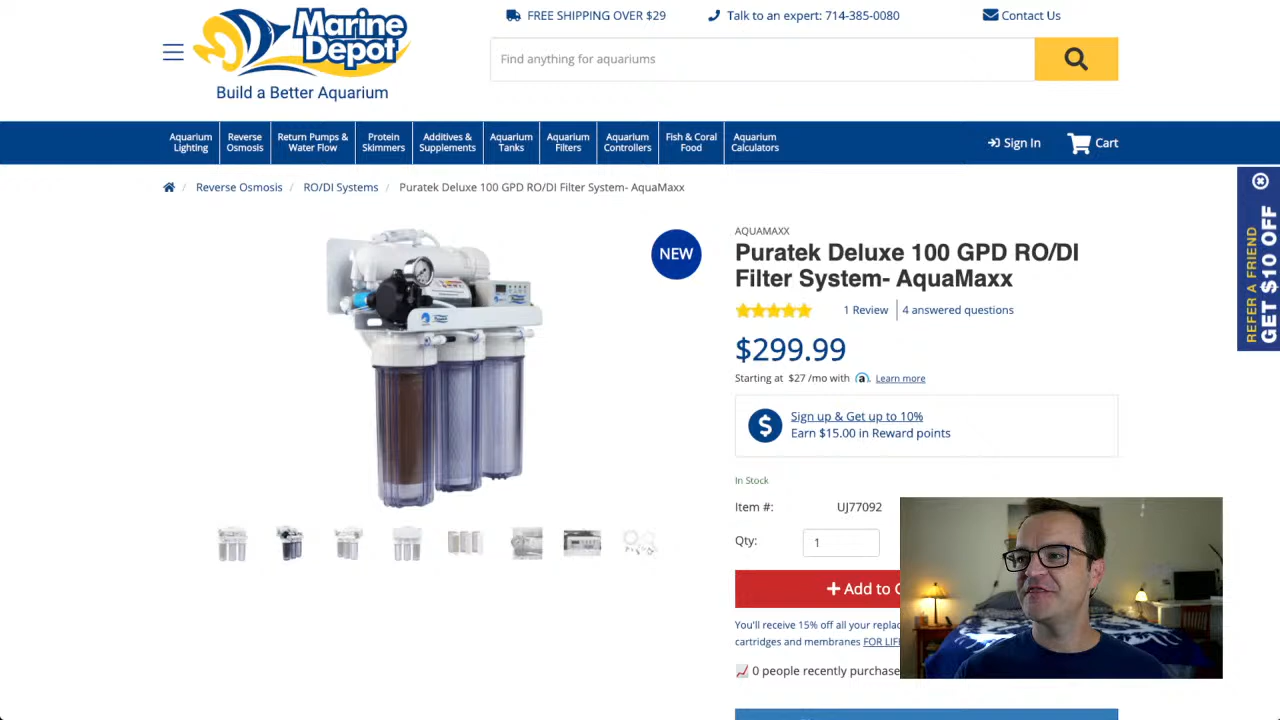 Marine
Depot
Build a Better Aquarium
FREE SHIPPING OVER $29
Talk to an expert: 714-385-0080
Contact Us
Find anything for aquariums
Aquarium
Lighting
Reverse
Osmosis
Return Pumps &
Water Flow
Protein
Skimmers
Additives &
Supplements
Aquarium
Tanks
Aquarium
Filters
Aquarium
Controllers
Fish & Coral
Food
Aquarium
Calculators
Sign In
Cart
/ Reverse Osmosis / RO/DI Systems / Puratek Deluxe 100 GPD RO/DI Filter System- AquaMaxx
REFER A FRIEND
GET $10 OFF
NEW
AQUAMAXX
Puratek Deluxe 100 GPD RO/DI
Filter System- AquaMaxx
1 Review
4 answered questions
$299.99
Starting at $27 /mo with a. Learn more
$
Sign up & Get up to 10%
Earn $15.00 in Reward points
In Stock
Item #: UJ77092
Qty: 1
+ Add to
You'll receive 15% off all your
cartridges and membranes FOR
0 people recently